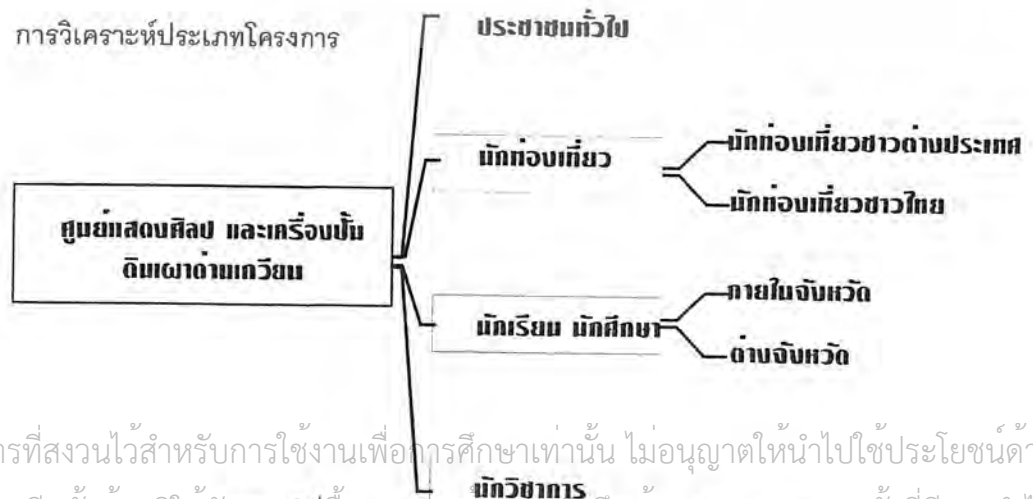 การวิเคราะห์ประเภทโครงการ
ประชาชนทั่วไป
นักท่องเที่ยว
นักท่องเที่ยวชาวต่างประเทศ
นักท่องเที่ยวชาวไทย
ศูนย์แสดงศิลป และเครื่องปั้น
ดินเผาด่านเกวียน
นักเรียน นักศึกษา
ภายในจังหวัด
ต่างจังหวัด
ารที่สงวนไว้สำหรับการใช้งานเพื่อการศึกษาเท่านั้น ไม่อนุญาตให้นำไปใช้ประโยชน์ด้า
นักวิชาการ